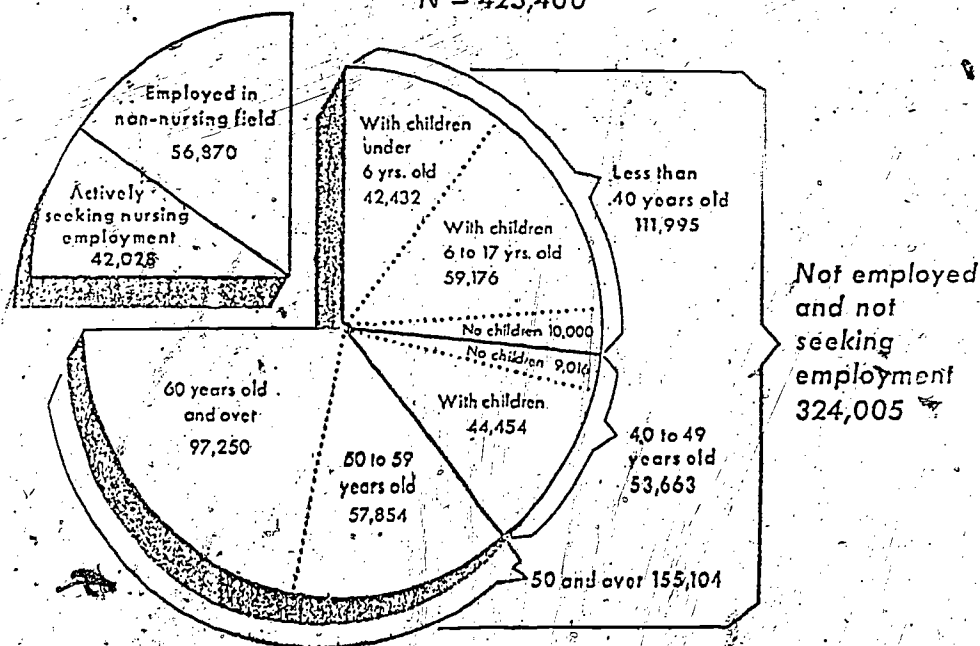 N = 423,400
Employed in
non-nursing field
56,870
Actively
seeking nursing
employment
42,028
With children
under
6 yrs. old
42,432
With children
6 to 17 yrs. old
59,176
No children 10,000
No children 9,016
With children
44,454
60 years old
and over
97,250
50 to 59
years old
57,854
Less than
40 years old
111,995
40 to 49
years old
53,663
50 and over 155,104
Not employed
and not
seeking
employment
324,005